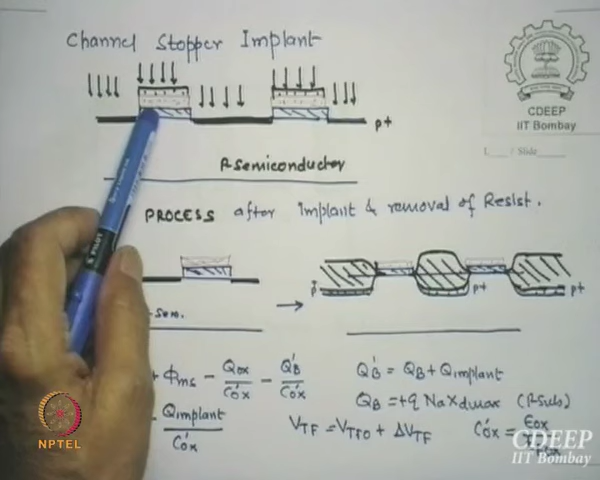 Channel Stopper Implant
CDEEP
IIT Bombay
L___ / Slide___
p+
P-Semiconductor
PROCESS after Implant & removal of Resist.
p+
p+
-Sem.
+ Φms - Qox/C'ox - Q'B/C'ox
Q'B = QB + Qimplant
QB = +q Na Xdmax (P-Sub)
Qimplant/C'ox
VTF = VTFO + ΔVTF
C'ox = Eox
NPTEL
CDEEP
IIT Bombay